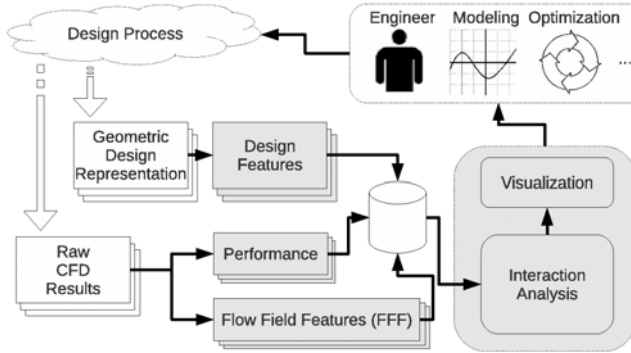 Engineer Modeling Optimization
Design Process
...
Geometric
Design
Representation
Design
Features
Visualization
Raw
CFD
Results
Performance
Interaction
Analysis
Flow Field Features (FFF)